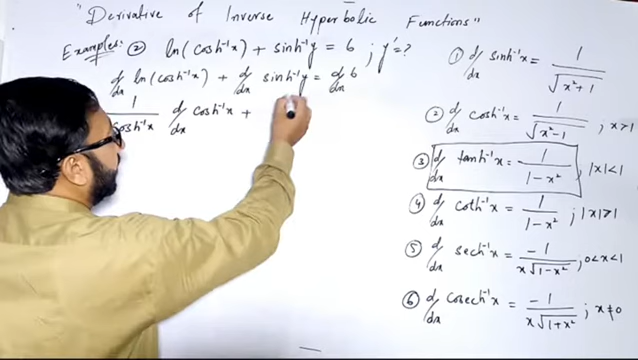 "Derivative of Inverse Hyperbolic Functions"
Examples: ② ln(cosh⁻¹x) + sinh⁻¹y = 6 ; y' = ?
d/dx ln(cosh⁻¹x) + d/dx sinh⁻¹y = d/dx 6
1/cosh⁻¹x d/dx cosh⁻¹x +
① d/dx sinh⁻¹x = 1/√(x²+1)
② d/dx cosh⁻¹x = 1/√(x²-1) ; x>1
③ d/dx tanh⁻¹x = 1/(1-x²) , |x|<1
④ d/dx coth⁻¹x = 1/(1-x²) ; |x|>1
⑤ d/dx sech⁻¹x = -1/(x√(1-x²)) ; 0<x<1
⑥ d/dx cosech⁻¹x = -1/(x√(1+x²)) ; x≠0